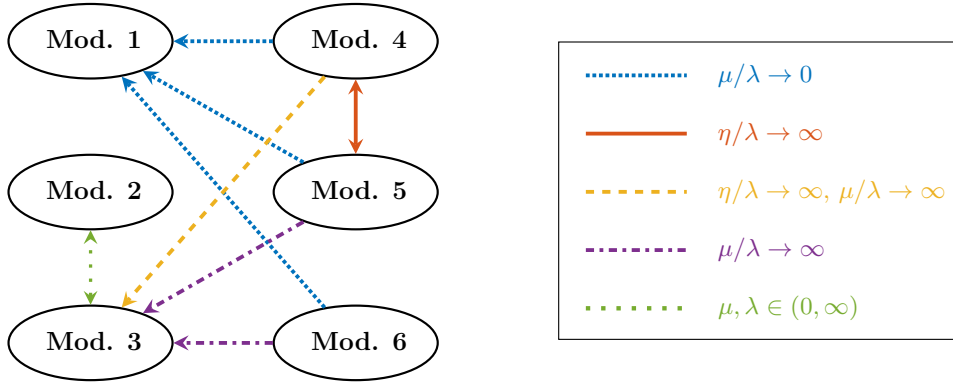 Mod. 1
Mod. 4
Mod. 2
Mod. 5
Mod. 3
Mod. 6
μ/λ → 0
η/λ → ∞
η/λ → ∞, μ/λ → ∞
μ/λ → ∞
μ, λ ∈ (0, ∞)